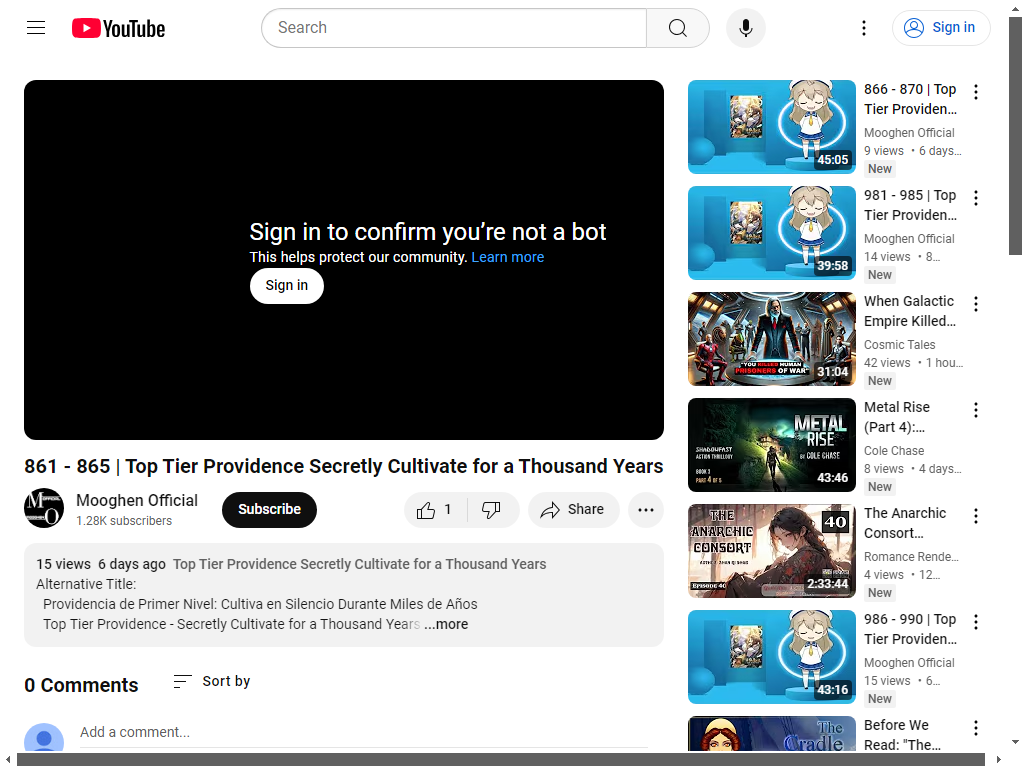 YouTube
Search
Sign in
Sign in to confirm you’re not a bot
This helps protect our community. Learn more
Sign in
861 - 865 | Top Tier Providence Secretly Cultivate for a Thousand Years
Mooghen Official
1.28K subscribers
Subscribe
1
Share
15 views 6 days ago Top Tier Providence Secretly Cultivate for a Thousand Years
Alternative Title:
Providencia de Primer Nivel: Cultiva en Silencio Durante Miles de Años
Top Tier Providence - Secretly Cultivate for a Thousand Years ...more
0 Comments
Sort by
Add a comment...
45:05
866 - 870 | Top
Tier Providen...
Mooghen Official
9 views • 6 days...
New
39:58
981 - 985 | Top
Tier Providen...
Mooghen Official
14 views • 8...
New
"YOU KILLED HUMAN
PRISONERS OF WAR"
31:04
When Galactic
Empire Killed...
Cosmic Tales
42 views • 1 hou...
New
METAL
RISE
BY COLE CHASE
SHADOWFAST
ACTION THRILLOGY
BOOK 3
PART 4 OF 5
43:46
Metal Rise
(Part 4):...
Cole Chase
8 views • 4 days...
New
THE
ANARCHIC
CONSORT
40
EPISODE 40
2:33:44
The Anarchic
Consort...
Romance Rende...
4 views • 12...
New
43:16
986 - 990 | Top
Tier Providen...
Mooghen Official
15 views • 6...
New
The
Cradle
Before We
Read: "The...